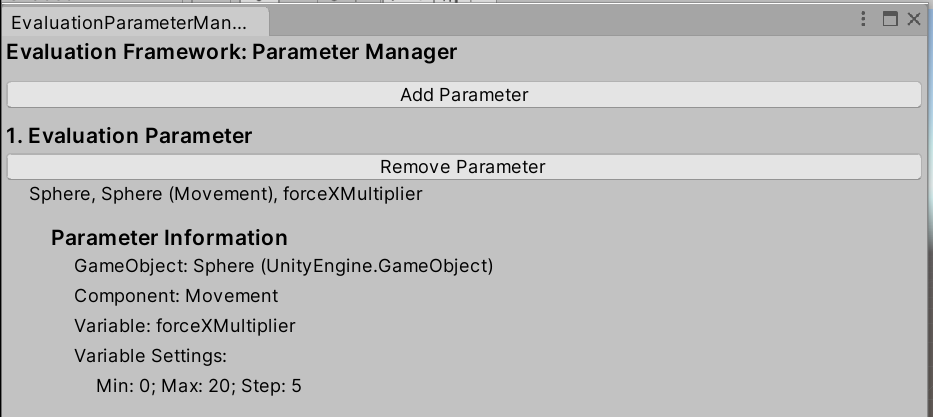 EvaluationParameterMan...
Evaluation Framework: Parameter Manager
Add Parameter
1. Evaluation Parameter
Remove Parameter
Sphere, Sphere (Movement), forceXMultiplier
Parameter Information
GameObject: Sphere (UnityEngine.GameObject)
Component: Movement
Variable: forceXMultiplier
Variable Settings:
Min: 0; Max: 20; Step: 5